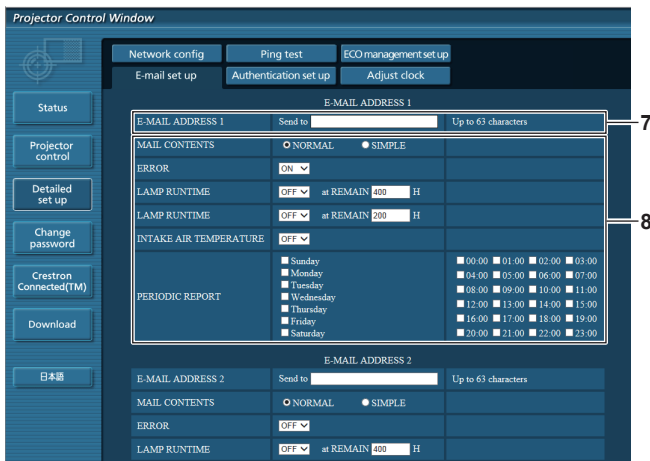 Projector Control Window
Network config Ping test ECO management set up
E-mail set up Authentication set up Adjust clock
Status
Projector control
Detailed set up
Change password
Crestron Connected(TM)
Download
日本語
E-MAIL ADDRESS 1
E-MAIL ADDRESS 1 Send to Up to 63 characters
7
MAIL CONTENTS NORMAL SIMPLE
ERROR ON
LAMP RUNTIME OFF at REMAIN 400 H
LAMP RUNTIME OFF at REMAIN 200 H
8
INTAKE AIR TEMPERATURE OFF
PERIODIC REPORT
Sunday
Monday
Tuesday
Wednesday
Thursday
Friday
Saturday
00:00 01:00 02:00 03:00
04:00 05:00 06:00 07:00
08:00 09:00 10:00 11:00
12:00 13:00 14:00 15:00
16:00 17:00 18:00 19:00
20:00 21:00 22:00 23:00
E-MAIL ADDRESS 2
E-MAIL ADDRESS 2 Send to Up to 63 characters
MAIL CONTENTS NORMAL SIMPLE
ERROR OFF
LAMP RUNTIME OFF at REMAIN 400 H